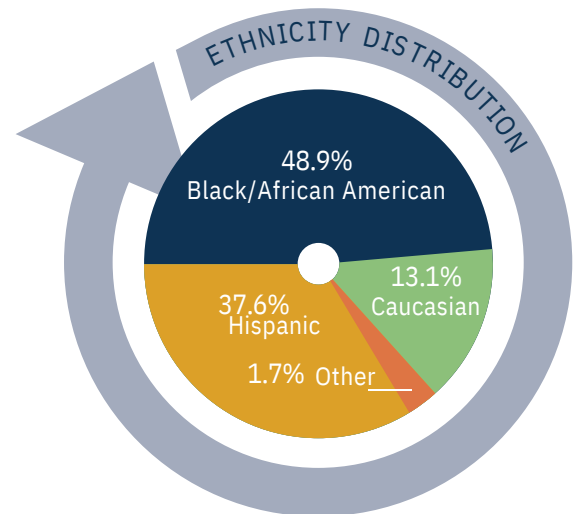 ETHNICITY DISTRIBUTION
48.9%
Black/African American
13.1%
Caucasian
37.6%
Hispanic
1.7% Other